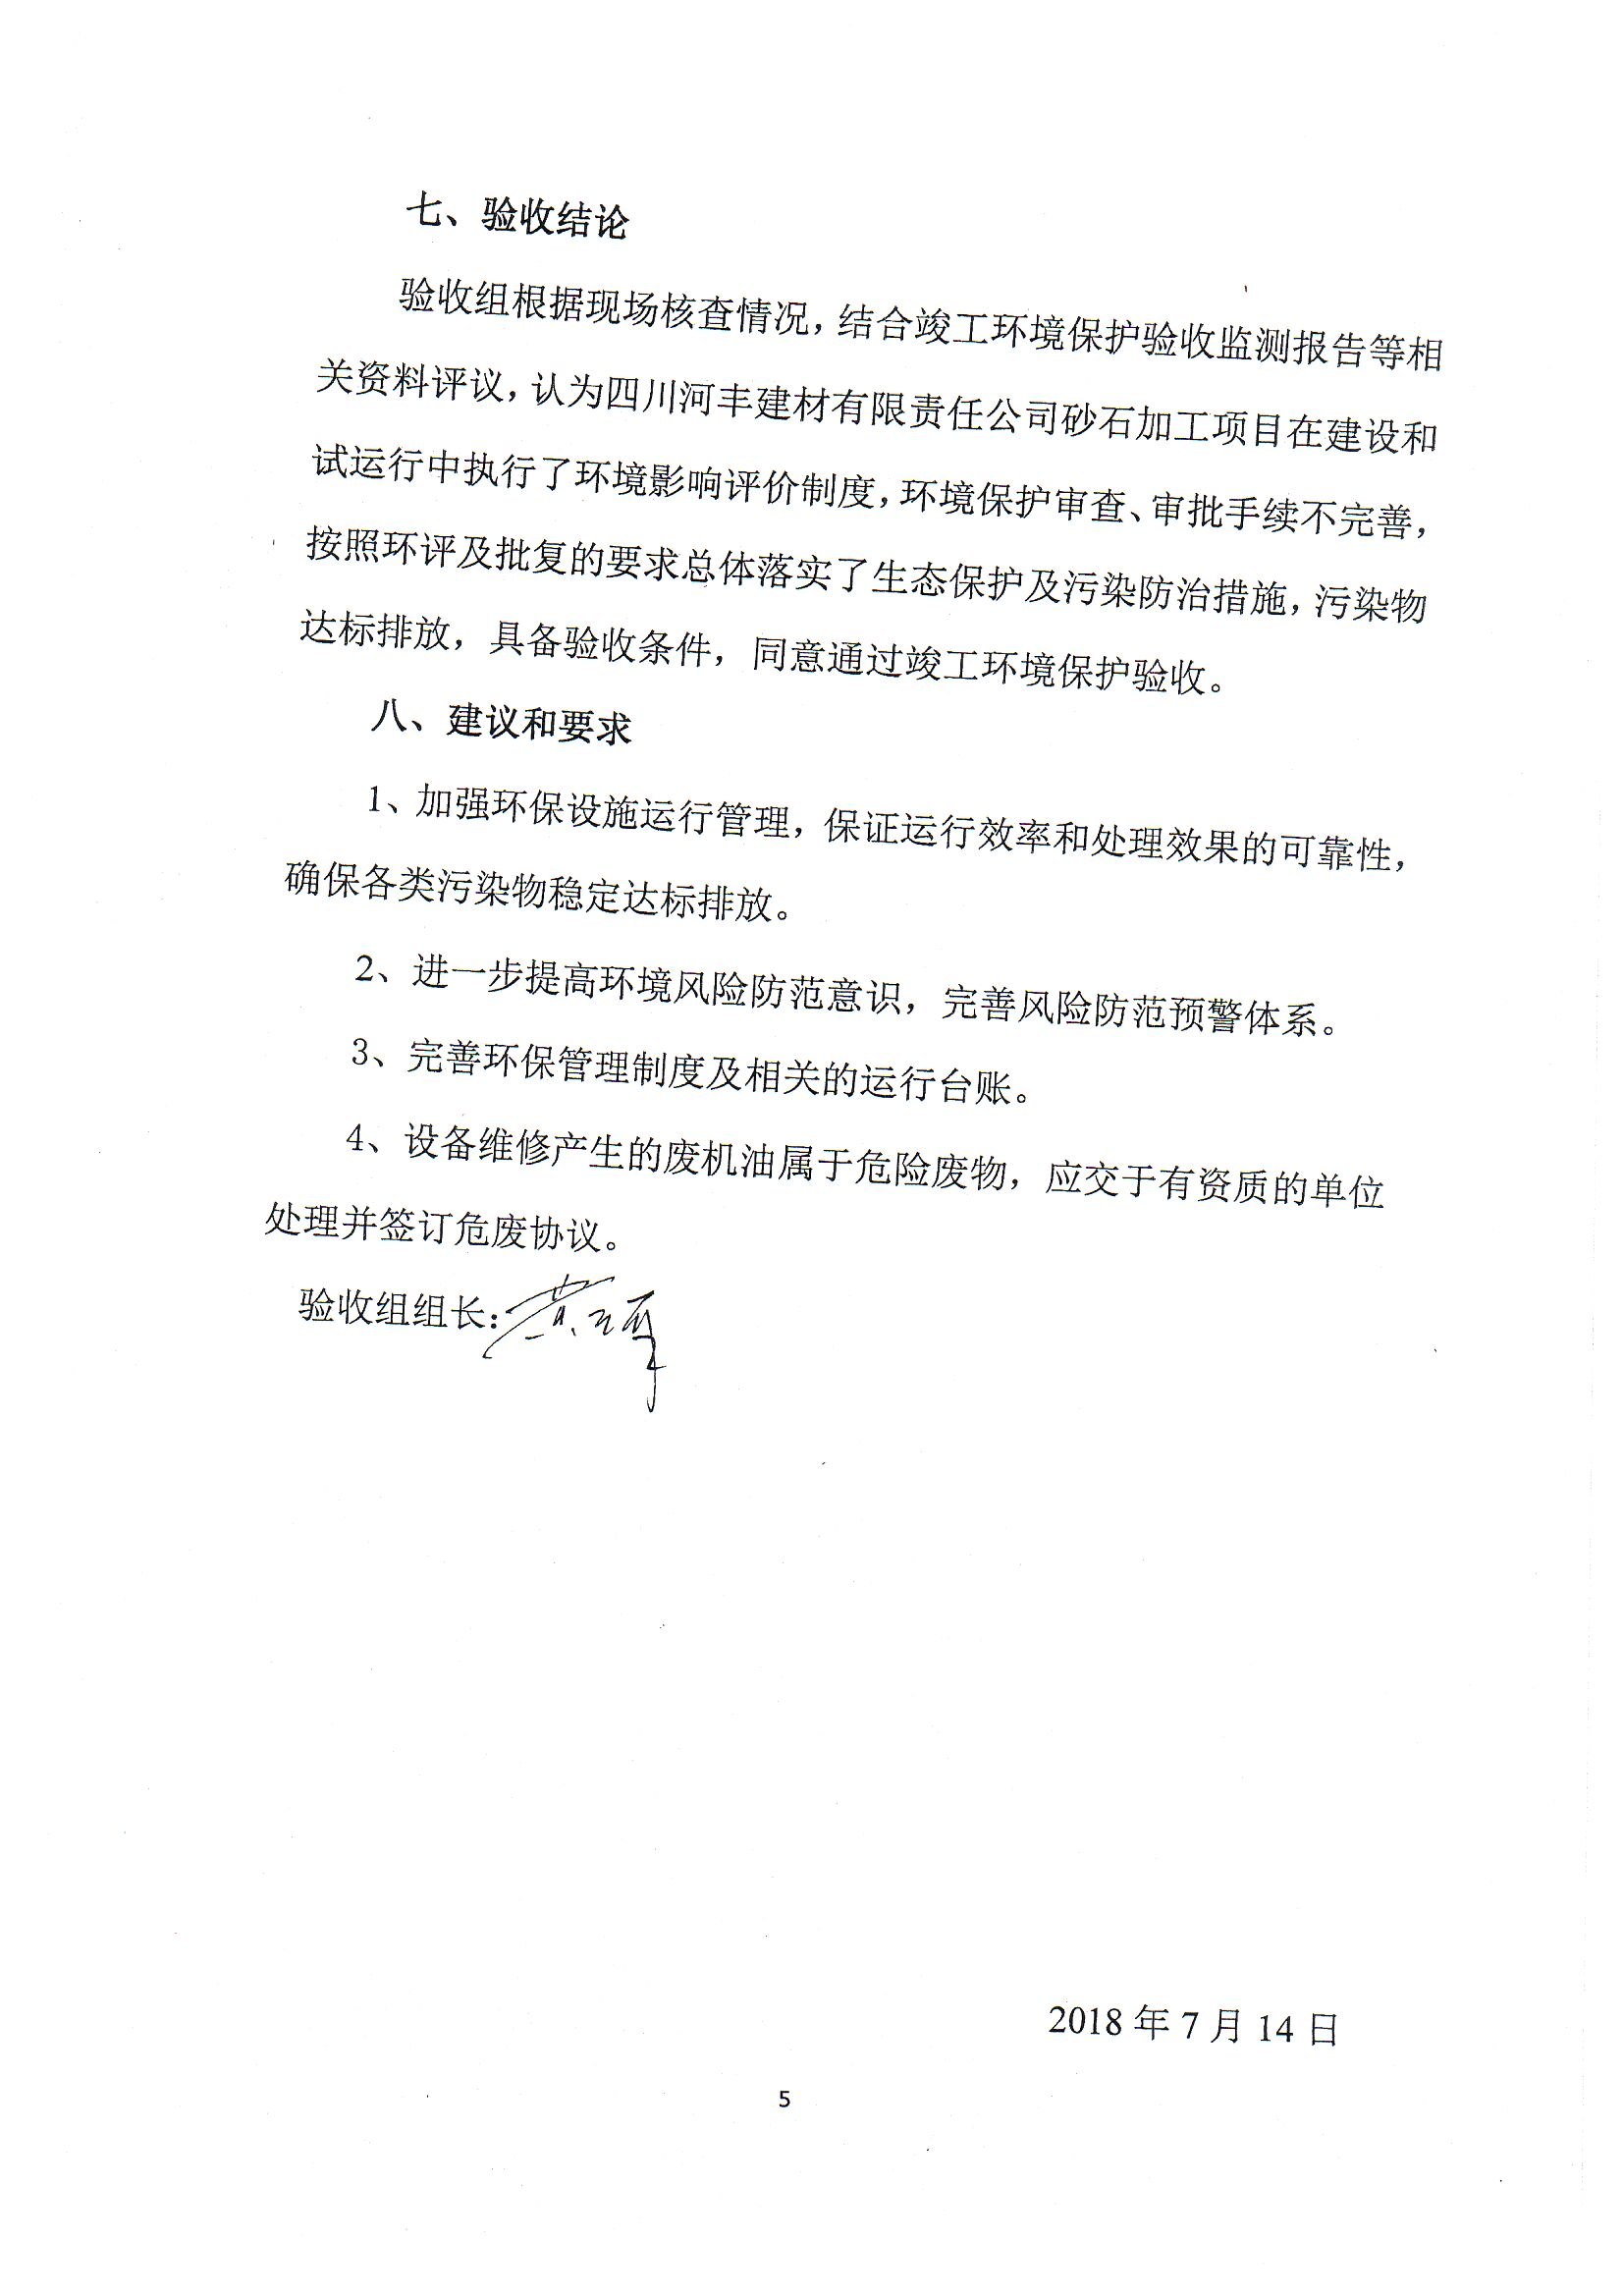 七、验收结论
验收组根据现场核查情况，结合竣工环境保护验收监测报告等相
关资料评议，认为四川河丰建材有限责任公司砂石加工项目在建设和
试运行中执行了环境影响评价制度，环境保护审查、审批手续不完善，
按照环评及批复的要求总体落实了生态保护及污染防治措施，污染物
达标排放，具备验收条件，同意通过竣工环境保护验收。
八、建议和要求
1、加强环保设施运行管理，保证运行效率和处理效果的可靠性，
确保各类污染物稳定达标排放。
2、进一步提高环境风险防范意识，完善风险防范预警体系。
3、完善环保管理制度及相关的运行台账。
4、设备维修产生的废机油属于危险废物，应交于有资质的单位
处理并签订危废协议。
验收组组长：
2018 年 7 月 14 日
5